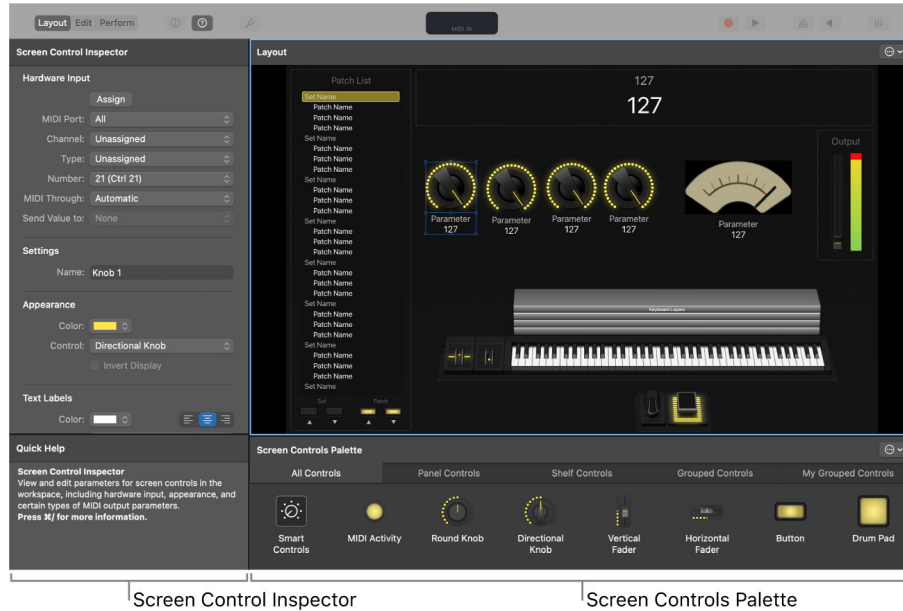 Layout Edit Perform
MIDI IN
Screen Control Inspector
Hardware Input
Assign
MIDI Port: All
Channel: Unassigned
Type: Unassigned
Number: 21 (Ctrl 21)
MIDI Through: Automatic
Send Value to: None
Settings
Name: Knob 1
Appearance
Color:
Control: Directional Knob
Invert Display
Text Labels
Color:
Quick Help
Screen Control Inspector
View and edit parameters for screen controls in the
workspace, including hardware input, appearance, and
certain types of MIDI output parameters.
Press ⌘/ for more information.
Layout
Patch List
Set Name
Patch Name
Patch Name
Patch Name
Set Name
Patch Name
Patch Name
Patch Name
Set Name
Patch Name
Patch Name
Patch Name
Set Name
Patch Name
Patch Name
Patch Name
Set Name
Patch Name
Patch Name
Patch Name
Set Name
Patch Name
Patch Name
Patch Name
Set Name
Patch Name
Patch Name
Patch Name
Set Name
Set Patch
127
127
Parameter
127
Parameter
127
Parameter
127
Parameter
127
Parameter
127
Output
Keyboard Layers
Screen Controls Palette
All Controls Panel Controls Shelf Controls Grouped Controls My Grouped Controls
Smart
Controls
MIDI Activity
Round Knob
Directional
Knob
Vertical
Fader
Horizontal
Fader
Button
Drum Pad
Screen Control Inspector
Screen Controls Palette